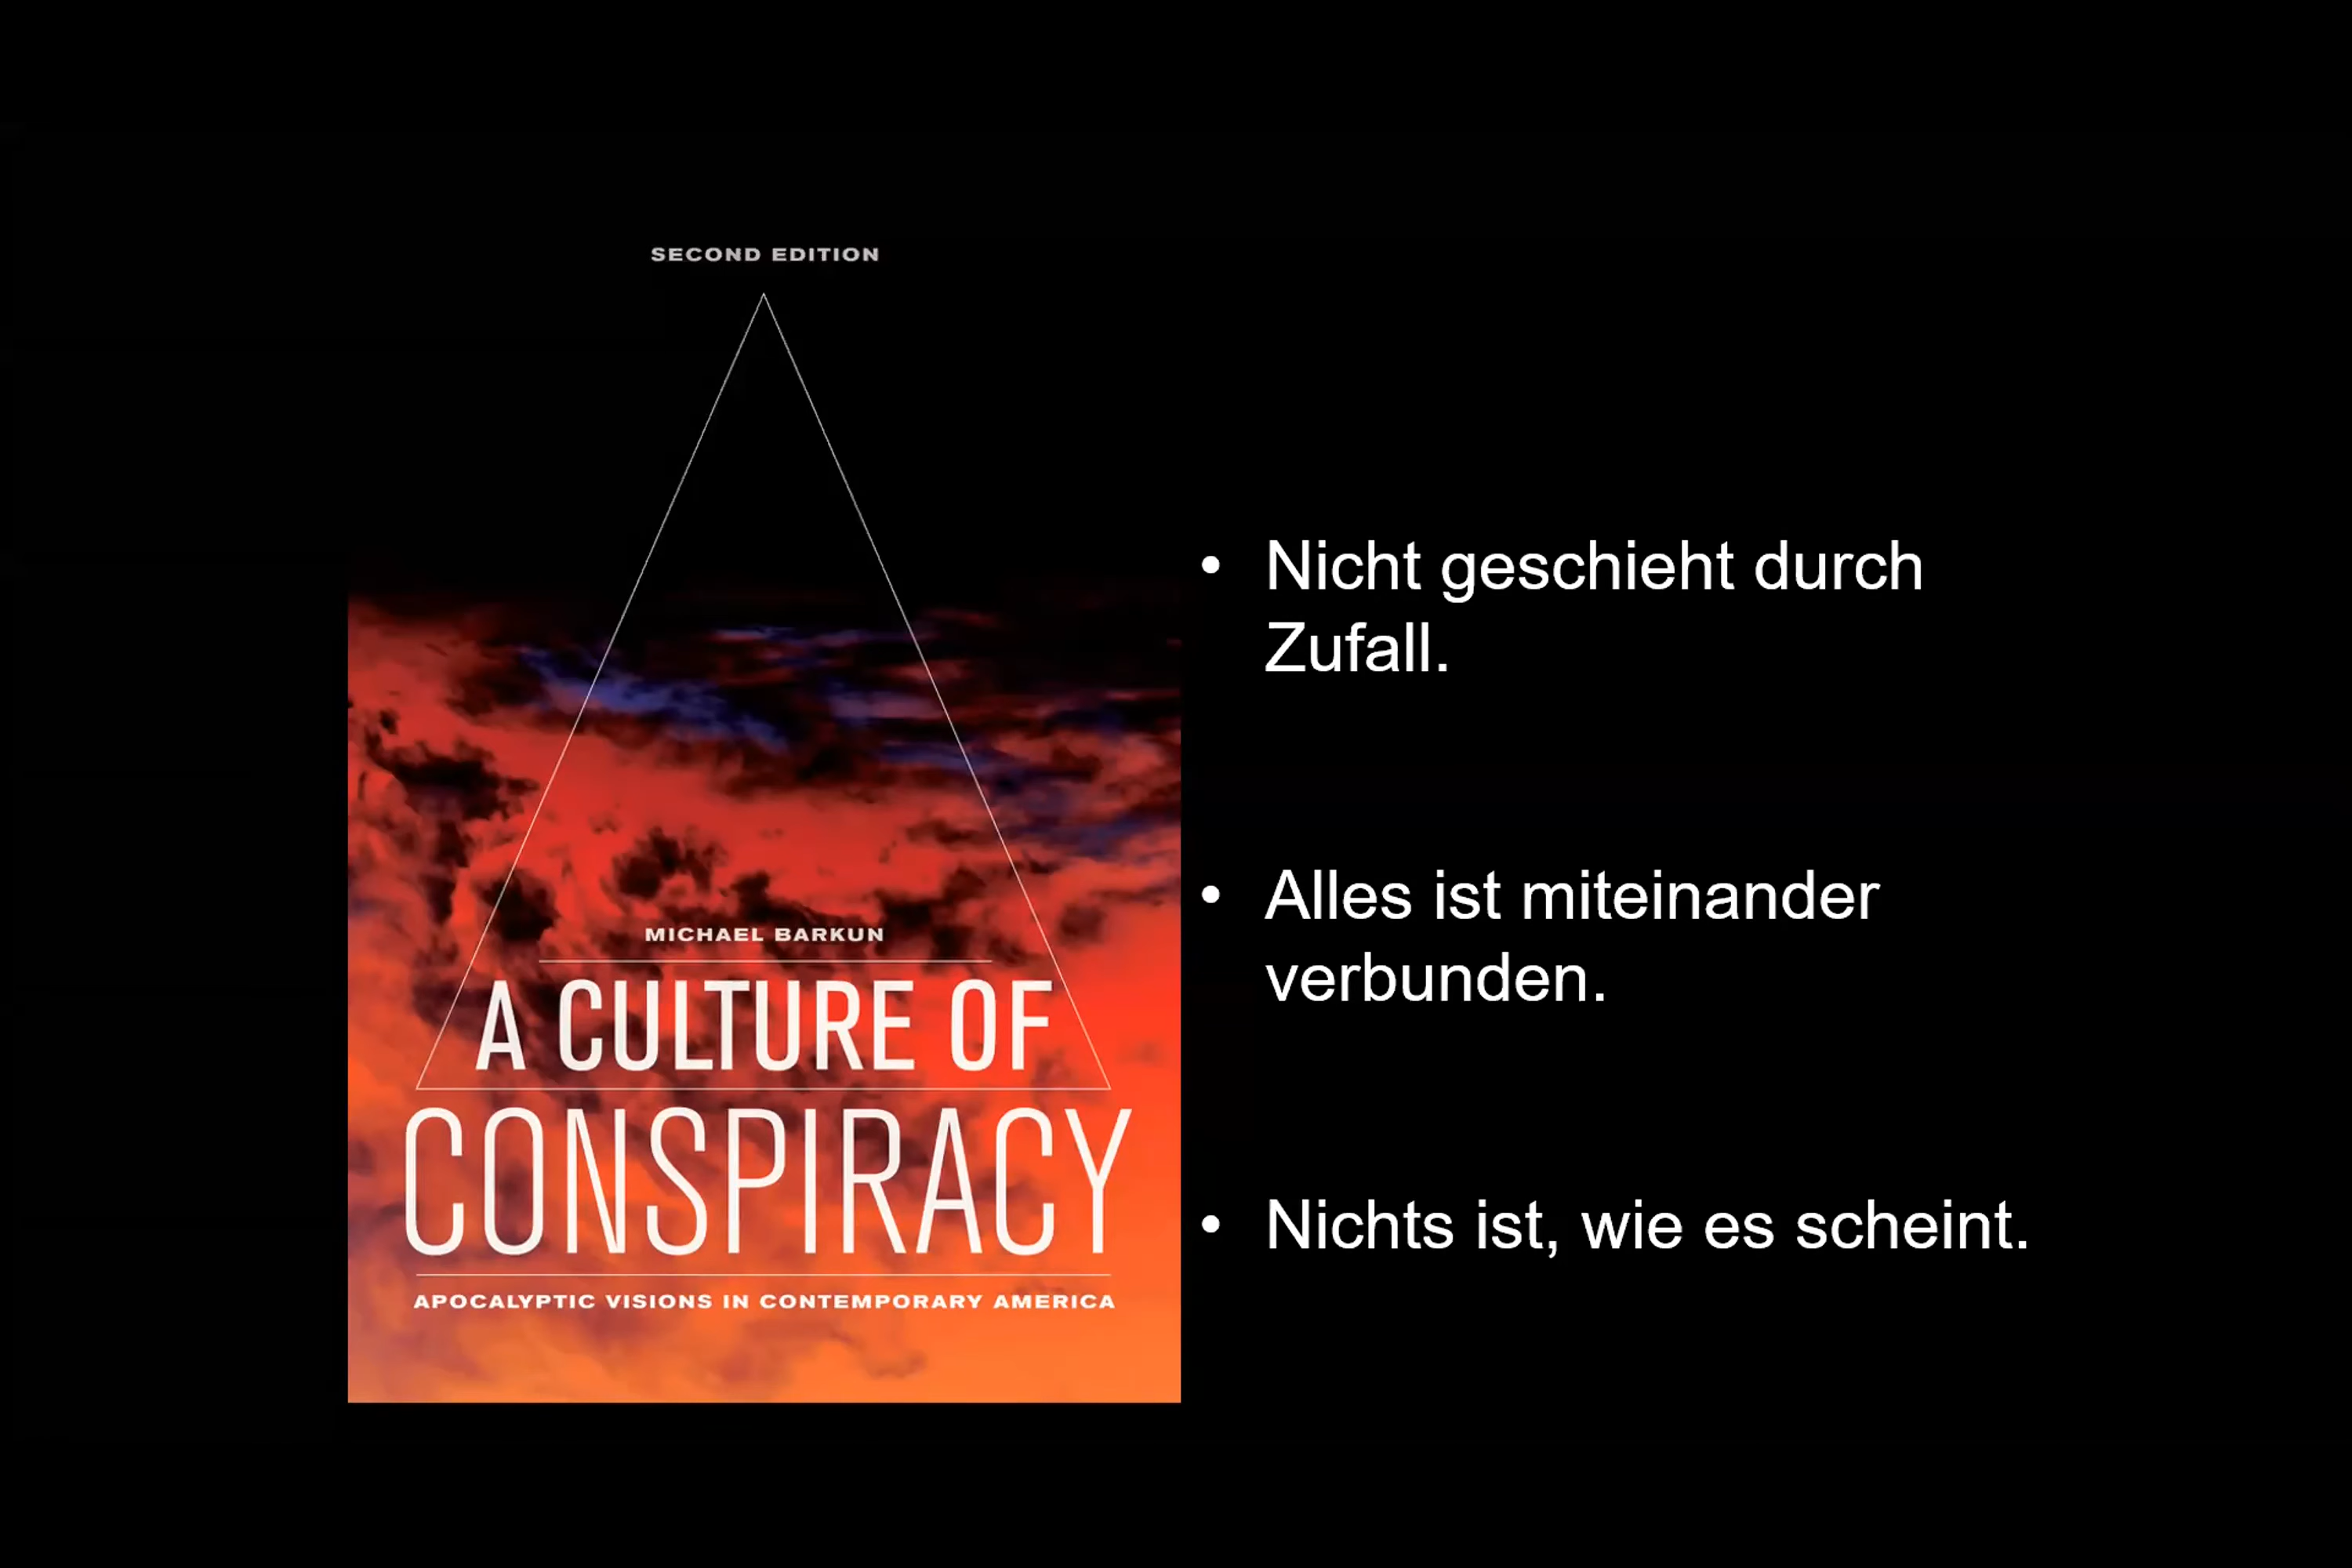 SECOND EDITION
MICHAEL BARKUN
A CULTURE OF
CONSPIRACY
APOCALYPTIC VISIONS IN CONTEMPORARY AMERICA
• Nicht geschieht durch
Zufall.
• Alles ist miteinander
verbunden.
• Nichts ist, wie es scheint.